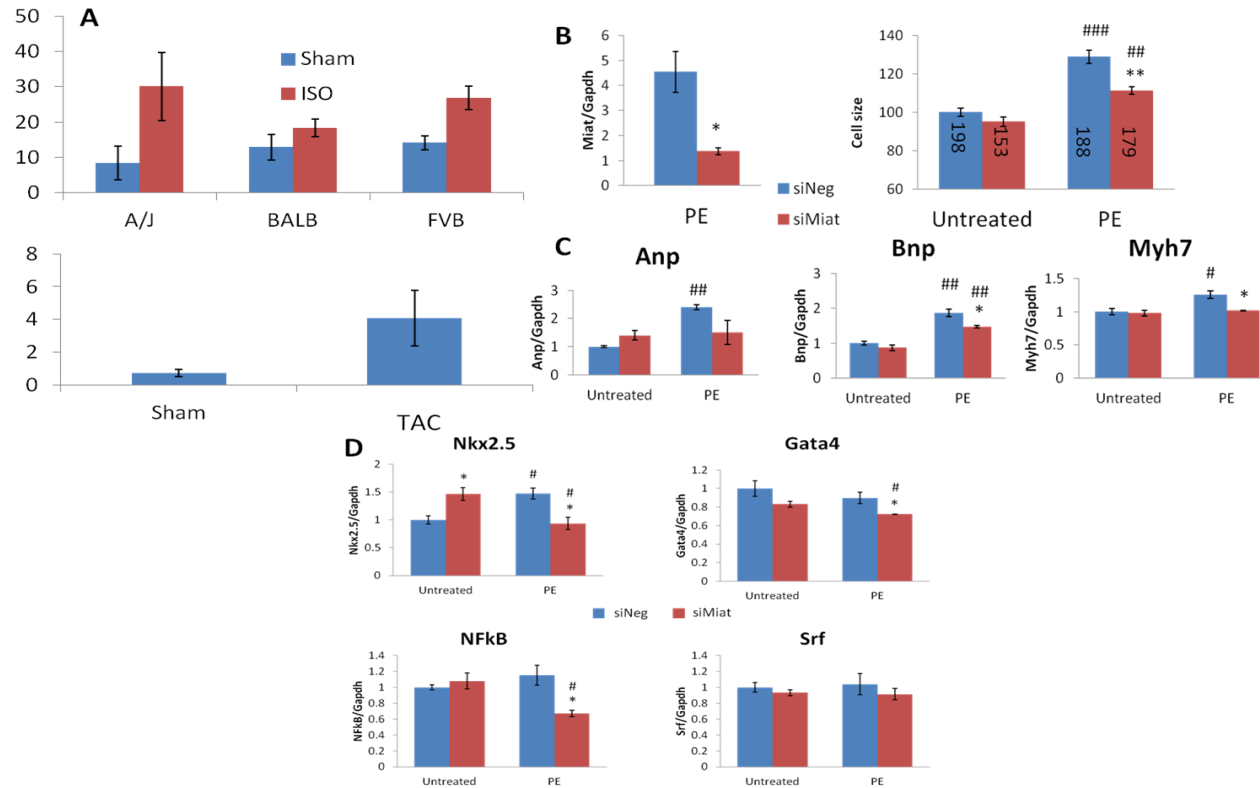 A
50
40
30
20
10
0
Sham
ISO
A/J BALB FVB
8
6
4
2
0
Sham TAC
B
Miat/Gapdh
6
5
4
3
2
1
0
*
PE
siNeg
siMiat
Cell size
140
120
100
80
60
###
##
**
198 153 188 179
Untreated PE
C
Anp
Anp/Gapdh
3
2
1
0
##
Untreated PE
Bnp
Bnp/Gapdh
3
2
1
0
##
##
*
Untreated PE
Myh7
Myh7/Gapdh
1.5
1
0.5
0
#
*
Untreated PE
D
Nkx2.5
Nkx2.5/Gapdh
2
1.5
1
0.5
0
*
#
#
*
Untreated PE
Gata4
Gata4/Gapdh
1.2
1
0.8
0.6
0.4
0.2
0
#
*
Untreated PE
siNeg siMiat
NFkB
NFkB/Gapdh
1.4
1.2
1
0.8
0.6
0.4
0.2
0
#
*
Untreated PE
Srf
Srf/Gapdh
1.4
1.2
1
0.8
0.6
0.4
0.2
0
Untreated PE